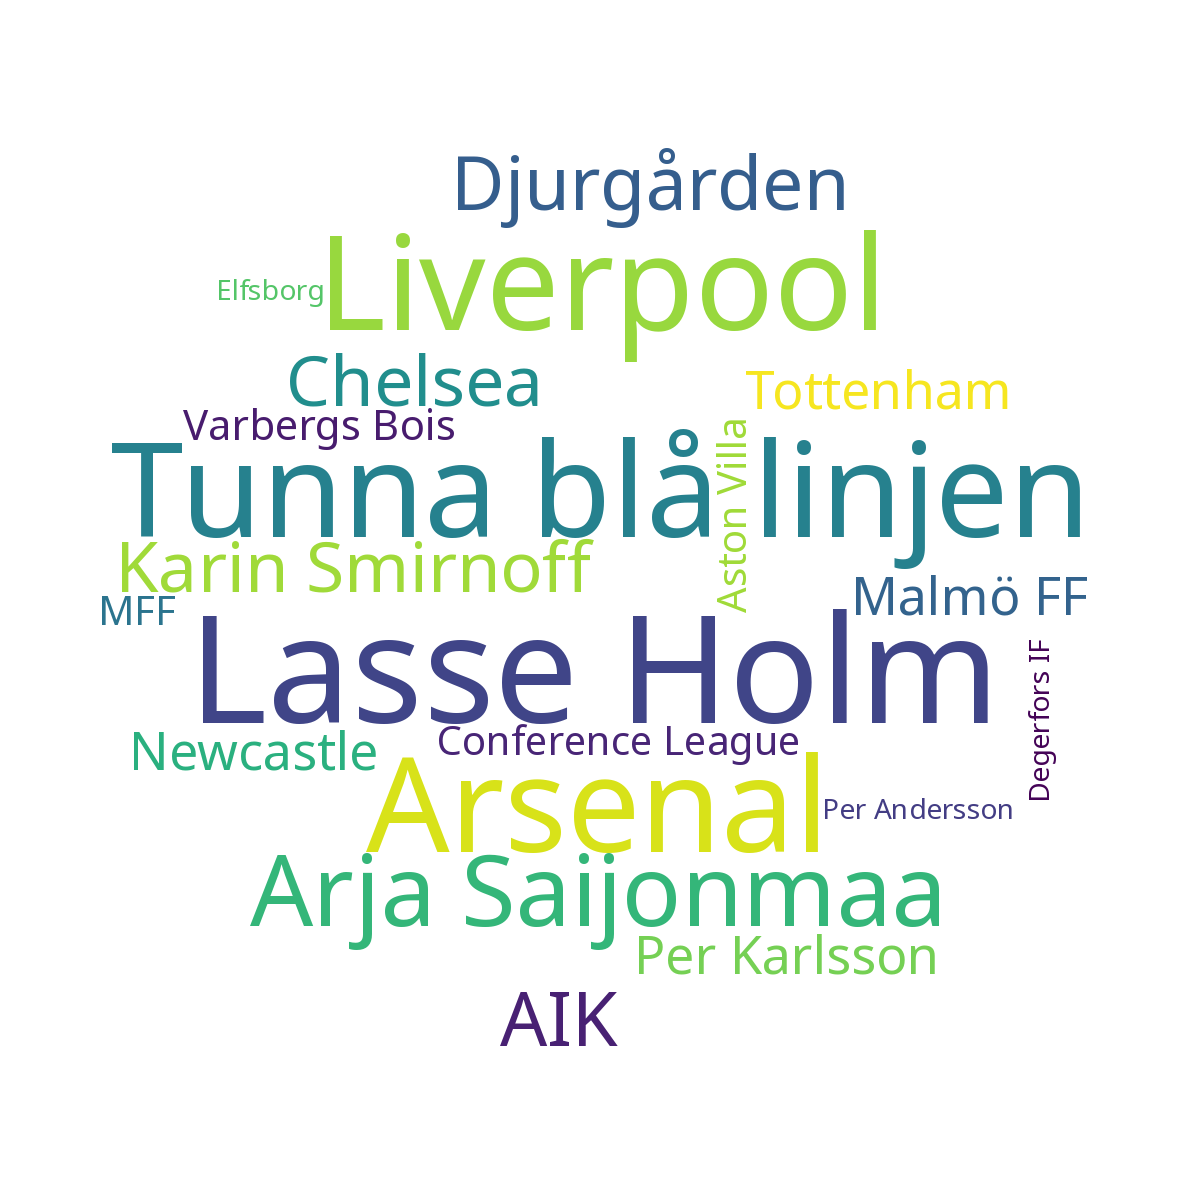 Djurgården
Liverpool
Elfsborg
Chelsea
Tottenham
Varbergs Bois
Aston Villa
Tunna blå linjen
Karin Smirnoff
MFF
Malmö FF
Lasse Holm
Degerfors IF
Newcastle
Conference League
Arsenal
Per Andersson
Arja Saijonmaa
Per Karlsson
AIK